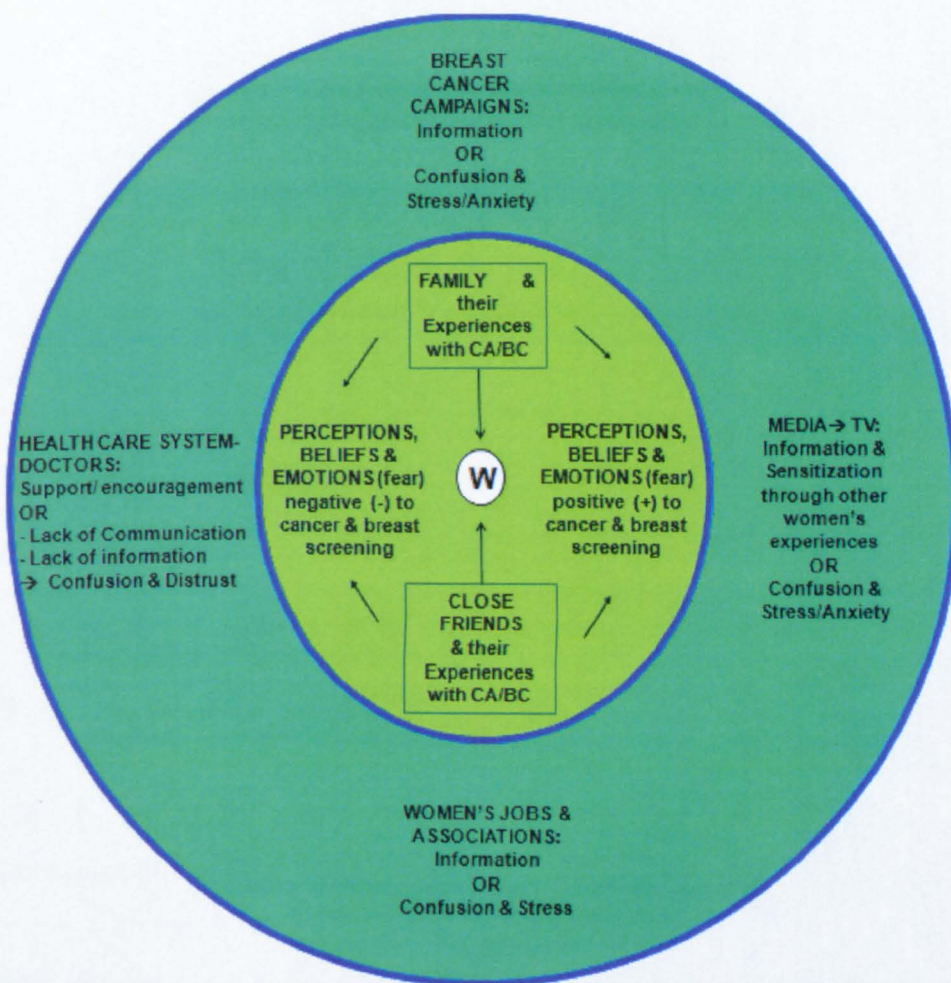 BREAST
CANCER
CAMPAIGNS:
Information
OR
Confusion &
Stress/Anxiety
FAMILY &
their
Experiences
with CA/BC
HEALTH CARE SYSTEM-
DOCTORS:
Support/ encouragement
OR
- Lack of Communication
- Lack of information
→ Confusion & Distrust
PERCEPTIONS,
BELIEFS &
EMOTIONS (fear)
negative (-) to
cancer & breast
screening
W
PERCEPTIONS,
BELIEFS &
EMOTIONS (fear)
positive (+) to
cancer & breast
screening
MEDIA→ TV:
Information &
Sensitization
through other
women's
experiences
OR
Confusion &
Stress/Anxiety
CLOSE
FRIENDS
& their
Experiences
with CA/BC
WOMEN'S JOBS &
ASSOCIATIONS:
Information
OR
Confusion & Stress